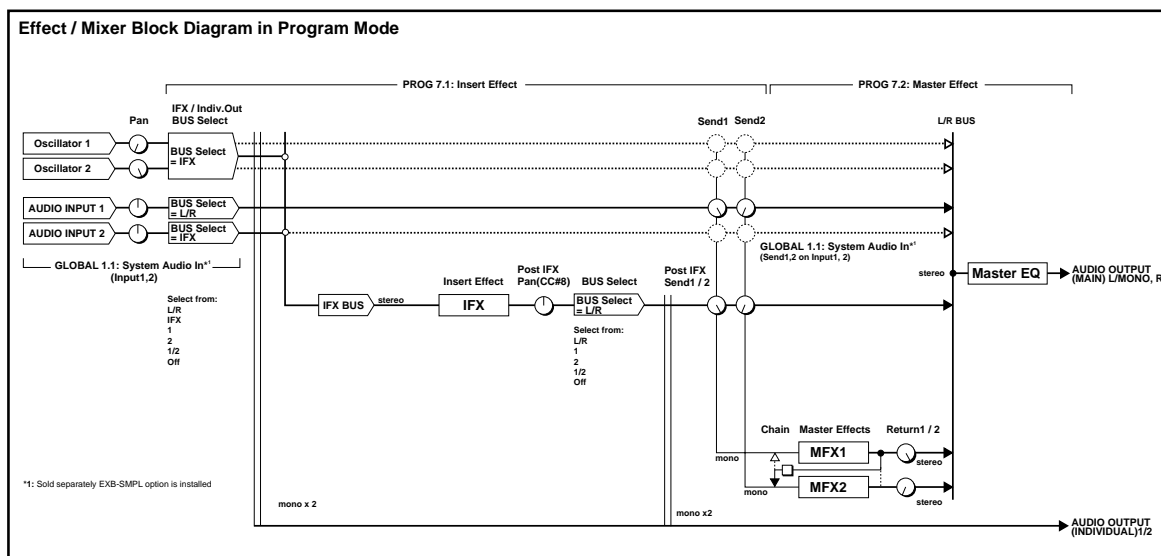 Effect / Mixer Block Diagram in Program Mode
PROG 7.1: Insert Effect
PROG 7.2: Master Effect
IFX / Indiv.Out
BUS Select
Pan
Send1
Send2
L/R BUS
Oscillator 1
BUS Select
= IFX
Oscillator 2
AUDIO INPUT 1
BUS Select
= L/R
AUDIO INPUT 2
BUS Select
= IFX
GLOBAL 1.1: System Audio In*1
(Input1,2)
GLOBAL 1.1: System Audio In*1
(Send1,2 on Input1, 2)
stereo
Master EQ
AUDIO OUTPUT
(MAIN) L/MONO, R
Select from:
L/R
IFX
1
2
1/2
Off
IFX BUS
stereo
Insert Effect
IFX
Post IFX
Pan(CC#8)
BUS Select
BUS Select
= L/R
Post IFX
Send1 / 2
Select from:
L/R
1
2
1/2
Off
Chain
Master Effects
Return1 / 2
mono
MFX1
stereo
mono
MFX2
stereo
*1: Sold separately EXB-SMPL option is installed
mono x 2
mono x2
AUDIO OUTPUT
(INDIVIDUAL)1/2